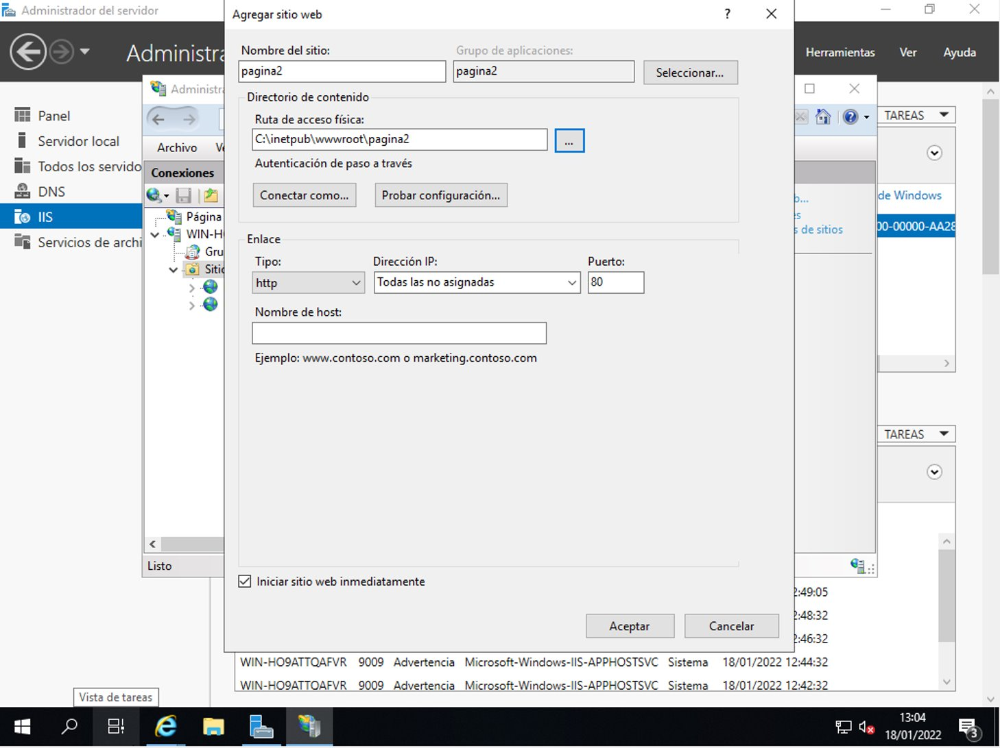 Administrador del servidor
Administra
Herramientas
Ver
Ayuda
Panel
Servidor local
Todos los servido
DNS
IIS
Servicios de archi
Administra
Archivo
Ve
Conexiones
Página
WIN-H
Gru
Sitio
Listo
Agregar sitio web
?
Nombre del sitio:
Grupo de aplicaciones:
pagina2
pagina2
Seleccionar...
Directorio de contenido
Ruta de acceso física:
C:\inetpub\wwwroot\pagina2
...
Autenticación de paso a través
Conectar como...
Probar configuración...
Enlace
Tipo:
Dirección IP:
Puerto:
http
Todas las no asignadas
80
Nombre de host:
Ejemplo: www.contoso.com o marketing.contoso.com
Iniciar sitio web inmediatamente
Aceptar
Cancelar
b...
es
s de sitios
TAREAS
de Windows
00-00000-AA28
TAREAS
2:49:05
2:48:32
2:46:32
WIN-HO9ATTQAFVR 9009 Advertencia Microsoft-Windows-IIS-APPHOSTSVC Sistema 18/01/2022 12:44:32
WIN-HO9ATTQAFVR 9009 Advertencia Microsoft-Windows-IIS-APPHOSTSVC Sistema 18/01/2022 12:42:32
Vista de tareas
13:04
18/01/2022
3